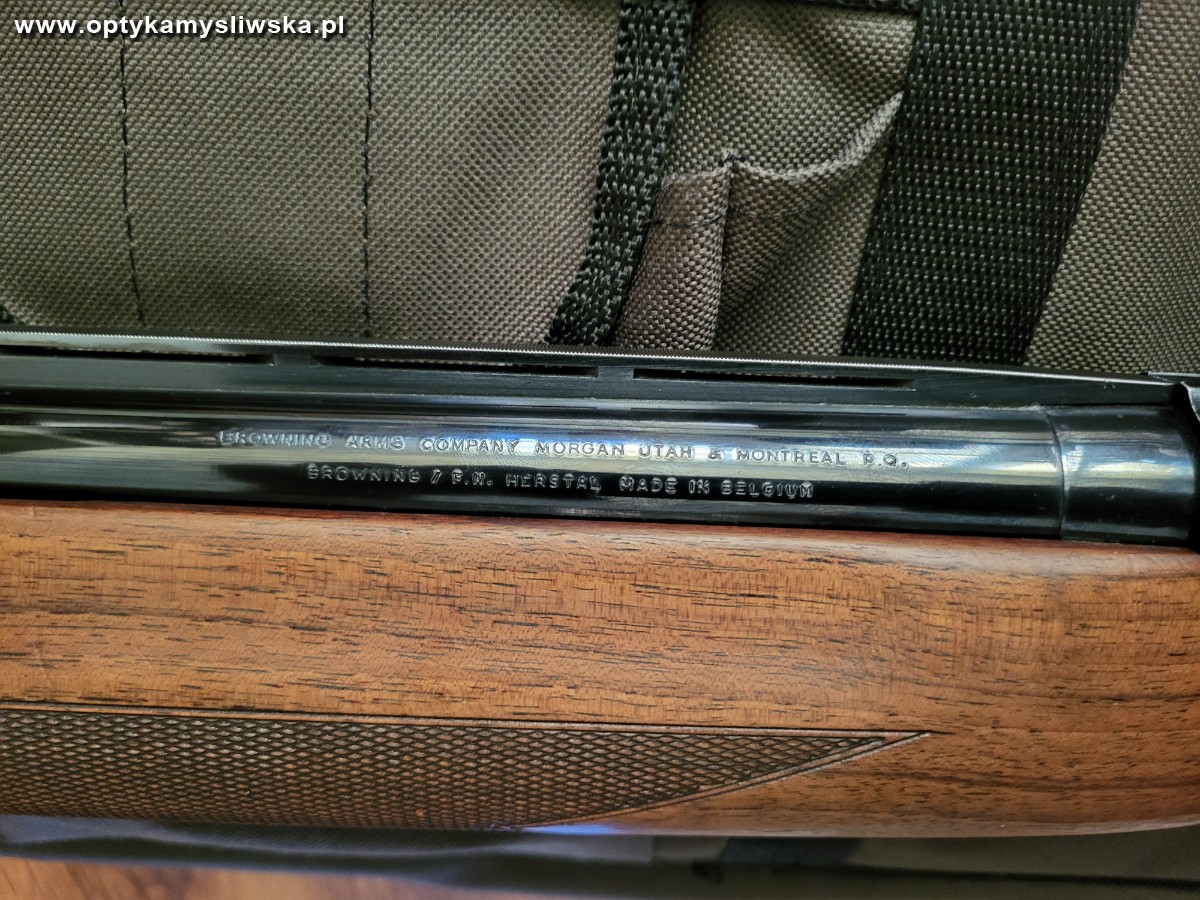 www.optykamysliwska.pl
BROWNING ARMS COMPANY MORGAN UTAH & MONTREAL P.Q.
BROWNING / F.N. HERSTAL MADE IN BELGIUM